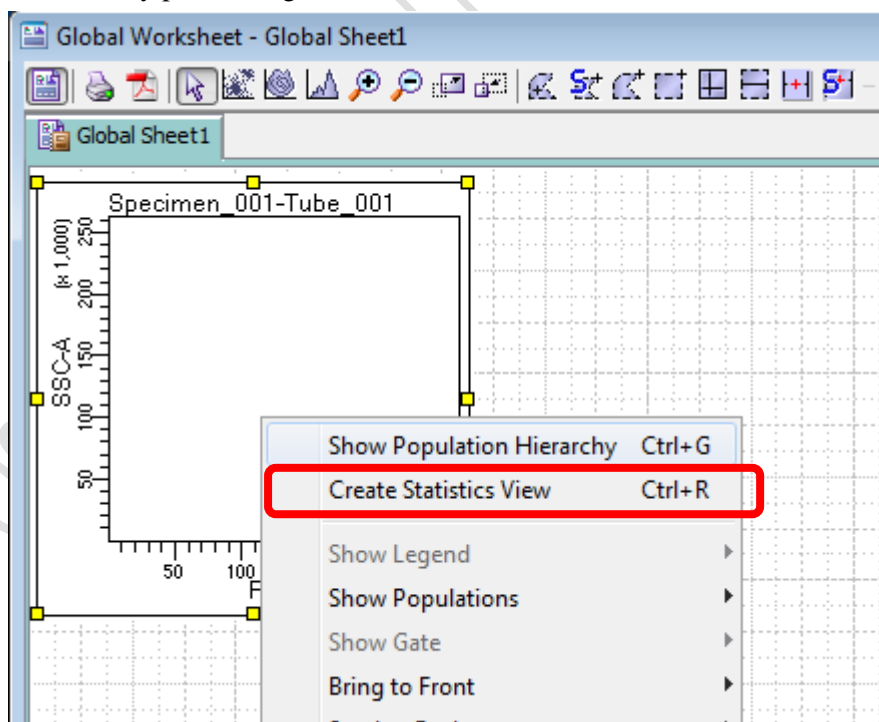 Global Worksheet - Global Sheet1
Global Sheet1
Specimen_001-Tube_001
(x 1,000)
SSC-A
250
200
150
100
50
50 100
F
Show Population Hierarchy Ctrl+G
Create Statistics View Ctrl+R
Show Legend
Show Populations
Show Gate
Bring to Front